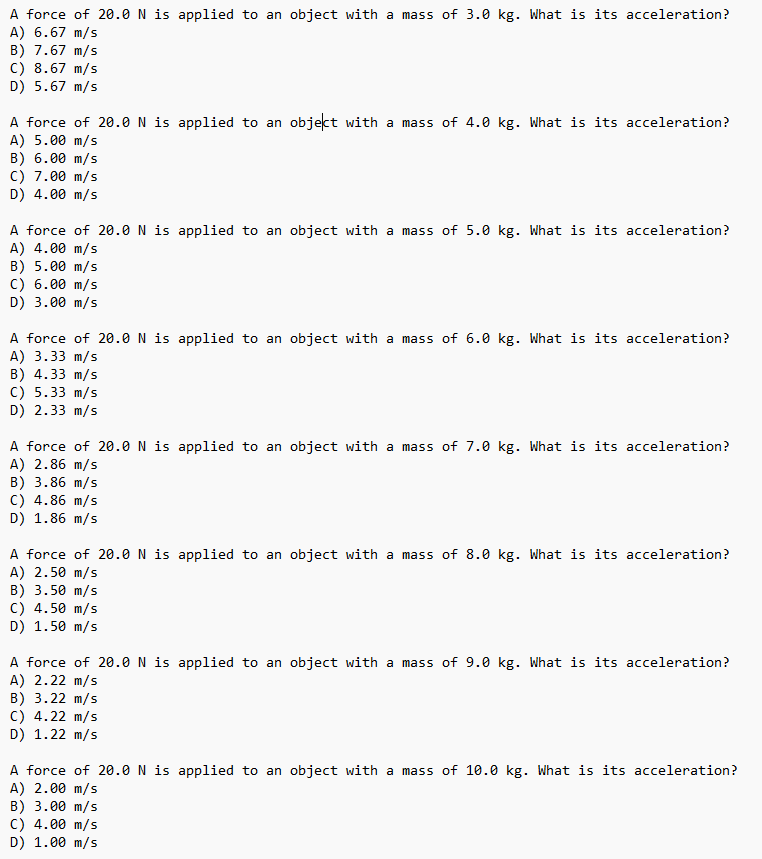 A force of 20.0 N is applied to an object with a mass of 3.0 kg. What is its acceleration?
A) 6.67 m/s
B) 7.67 m/s
C) 8.67 m/s
D) 5.67 m/s
A force of 20.0 N is applied to an object with a mass of 4.0 kg. What is its acceleration?
A) 5.00 m/s
B) 6.00 m/s
C) 7.00 m/s
D) 4.00 m/s
A force of 20.0 N is applied to an object with a mass of 5.0 kg. What is its acceleration?
A) 4.00 m/s
B) 5.00 m/s
C) 6.00 m/s
D) 3.00 m/s
A force of 20.0 N is applied to an object with a mass of 6.0 kg. What is its acceleration?
A) 3.33 m/s
B) 4.33 m/s
C) 5.33 m/s
D) 2.33 m/s
A force of 20.0 N is applied to an object with a mass of 7.0 kg. What is its acceleration?
A) 2.86 m/s
B) 3.86 m/s
C) 4.86 m/s
D) 1.86 m/s
A force of 20.0 N is applied to an object with a mass of 8.0 kg. What is its acceleration?
A) 2.50 m/s
B) 3.50 m/s
C) 4.50 m/s
D) 1.50 m/s
A force of 20.0 N is applied to an object with a mass of 9.0 kg. What is its acceleration?
A) 2.22 m/s
B) 3.22 m/s
C) 4.22 m/s
D) 1.22 m/s
A force of 20.0 N is applied to an object with a mass of 10.0 kg. What is its acceleration?
A) 2.00 m/s
B) 3.00 m/s
C) 4.00 m/s
D) 1.00 m/s